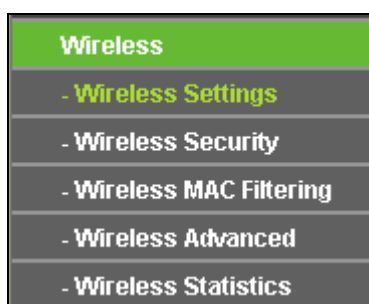 Wireless
- Wireless Settings
- Wireless Security
- Wireless MAC Filtering
- Wireless Advanced
- Wireless Statistics